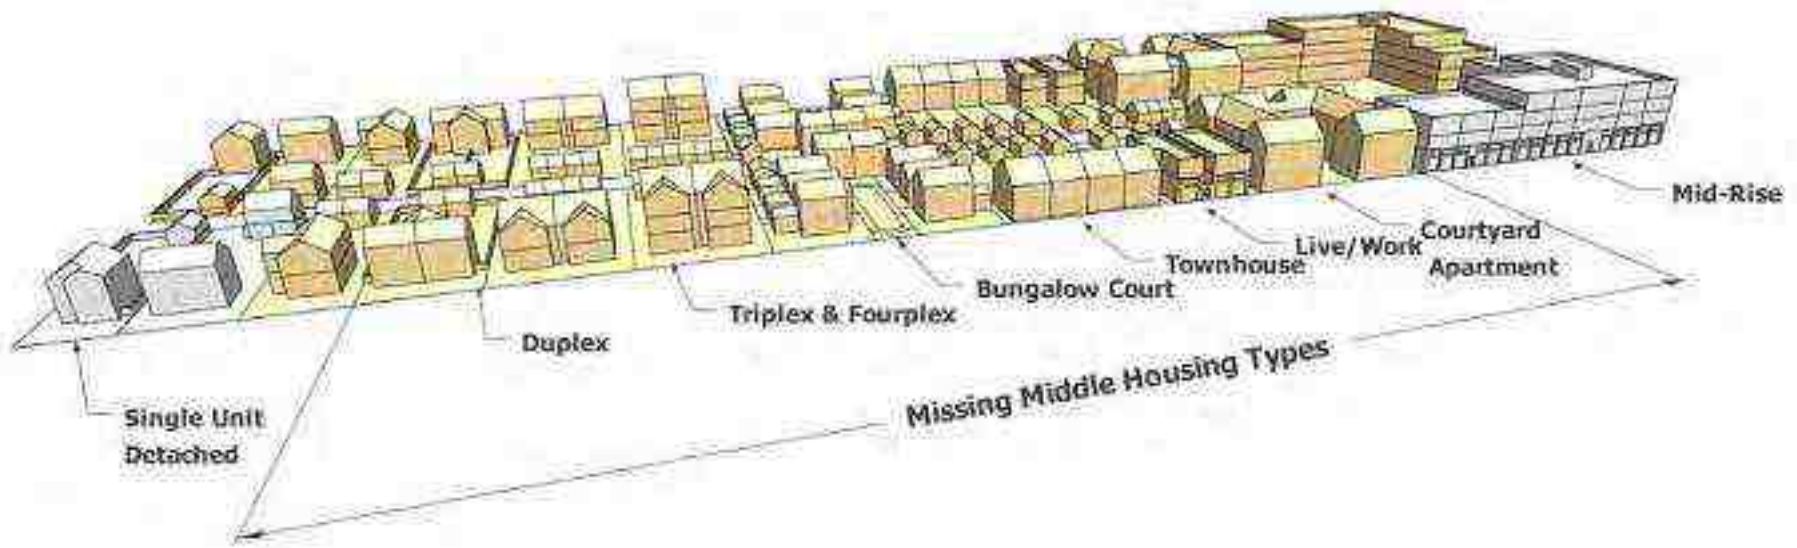 Mid-Rise
Courtyard
Apartment
Live/Work
Townhouse
Bungalow Court
Triplex & Fourplex
Duplex
Single Unit
Detached
Missing Middle Housing Types